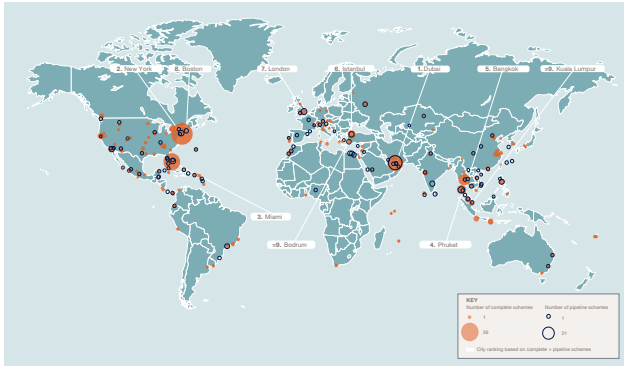 2. New York
8. Boston
7. London
6. Istanbul
1. Dubai
5. Bangkok
=9. Kuala Lumpur
3. Miami
=9. Bodrum
4. Phuket
KEY
Number of complete schemes
Number of pipeline schemes
1
1
36
21
City ranking based on complete + pipeline schemes